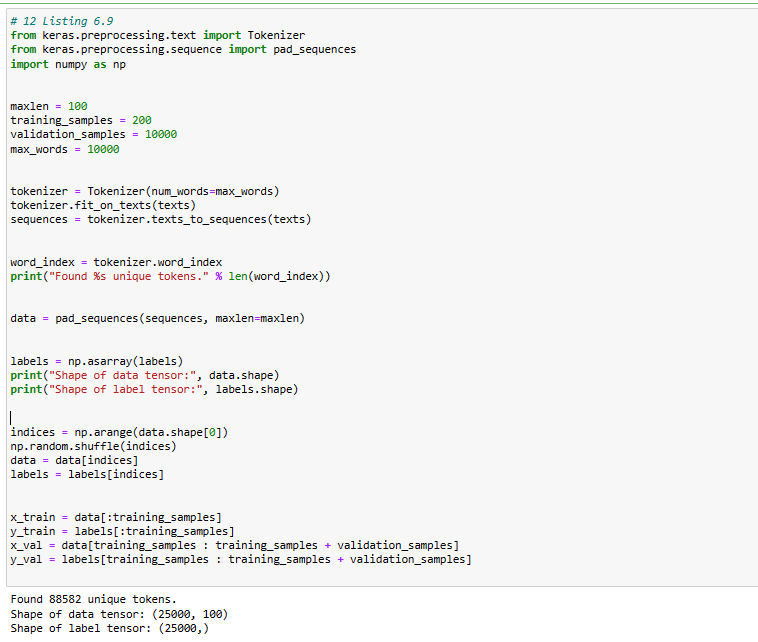 # 12 Listing 6.9
from keras.preprocessing.text import Tokenizer
from keras.preprocessing.sequence import pad_sequences
import numpy as np
maxlen = 100
training_samples = 200
validation_samples = 10000
max_words = 10000
tokenizer = Tokenizer(num_words=max_words)
tokenizer.fit_on_texts(texts)
sequences = tokenizer.texts_to_sequences(texts)
word_index = tokenizer.word_index
print("Found %s unique tokens." % len(word_index))
data = pad_sequences(sequences, maxlen=maxlen)
labels = np.asarray(labels)
print("Shape of data tensor:", data.shape)
print("Shape of label tensor:", labels.shape)
indices = np.arange(data.shape[0])
np.random.shuffle(indices)
data = data[indices]
labels = labels[indices]
x_train = data[:training_samples]
y_train = labels[:training_samples]
x_val = data[training_samples : training_samples + validation_samples]
y_val = labels[training_samples : training_samples + validation_samples]
Found 88582 unique tokens.
Shape of data tensor: (25000, 100)
Shape of label tensor: (25000,)